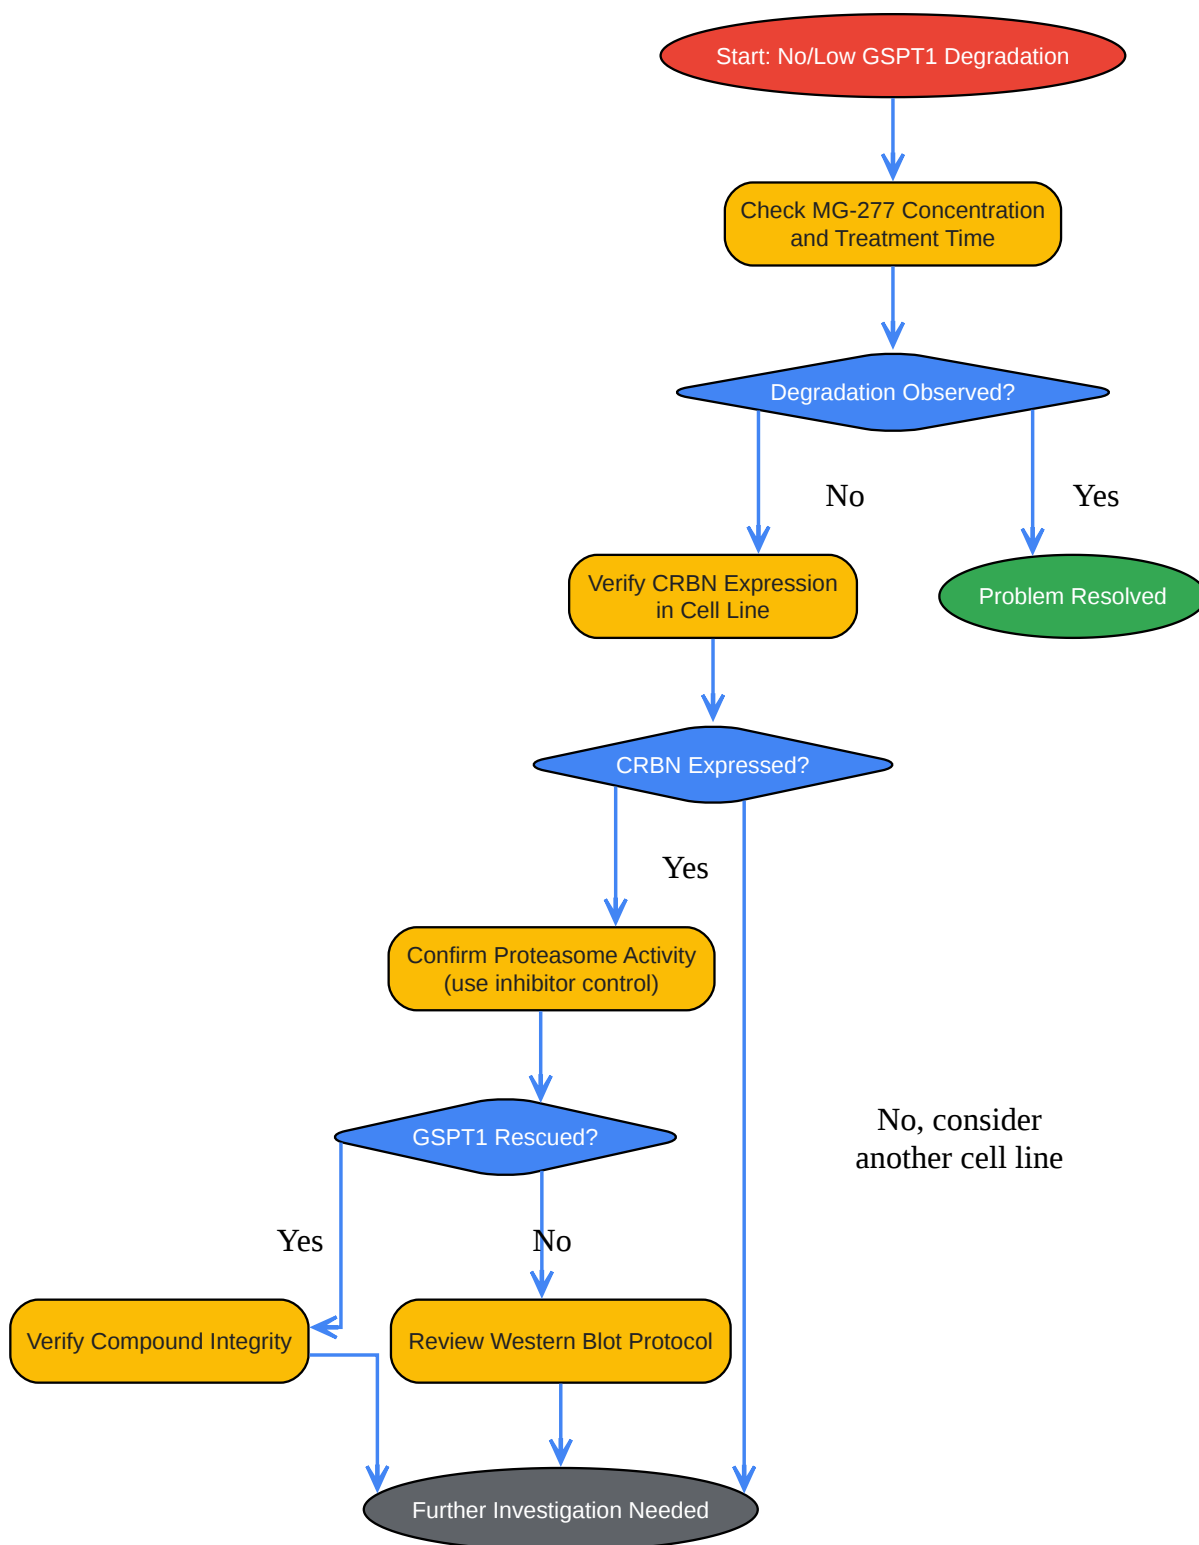 Start: No/Low GSPT1 Degradation
Check MG-277 Concentration
and Treatment Time
Degradation Observed?
No
Yes
Verify CRBN Expression
in Cell Line
Problem Resolved
CRBN Expressed?
Yes
Confirm Proteasome Activity
(use inhibitor control)
No, consider
another cell line
GSPT1 Rescued?
Yes
No
Verify Compound Integrity
Review Western Blot Protocol
Further Investigation Needed